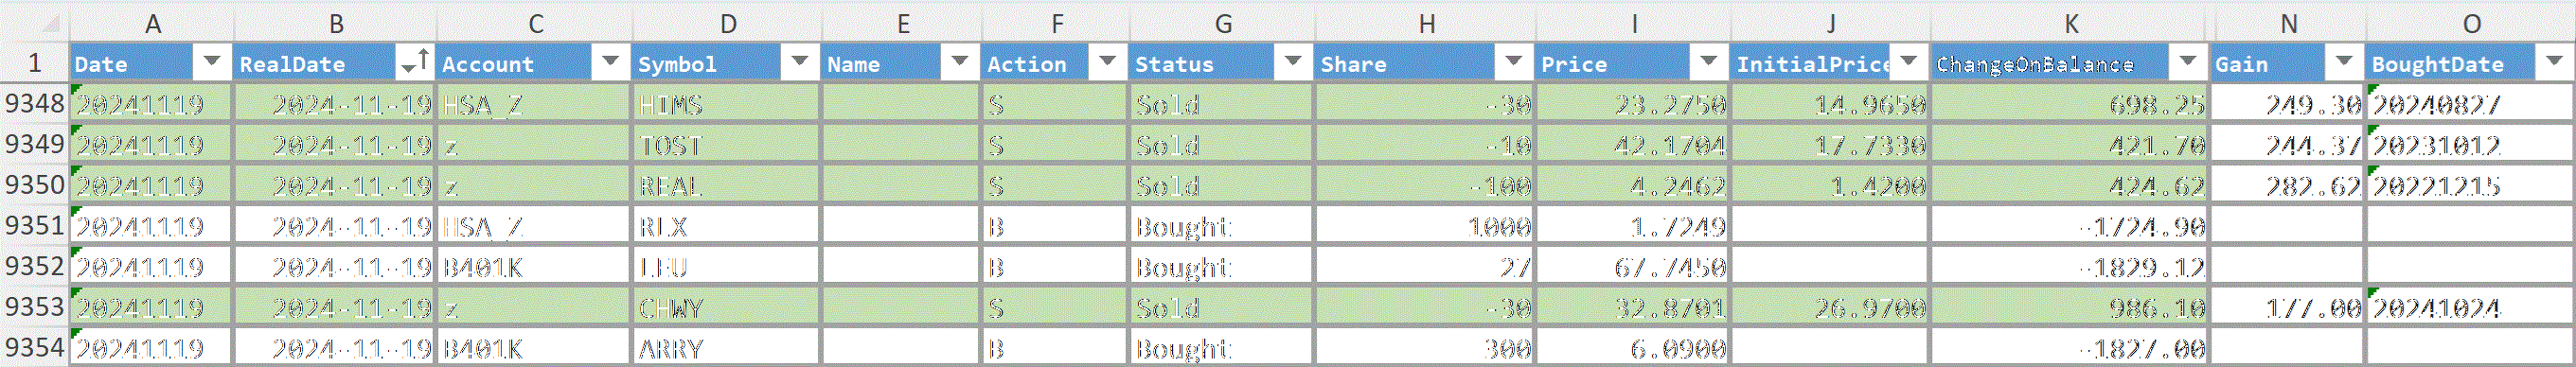 A B C D E F G H I J K N O
1 Date RealDate Account Symbol Name Action Status Share Price InitialPrice ChangeOnBalance Gain BoughtDate
9348 20241119 2024-11-19 HSA_Z HIMS S Sold -30 23.2750 14.9650 698.25 249.30 20240827
9349 20241119 2024-11-19 z TOST S Sold -10 42.1704 17.7330 421.70 244.37 20231012
9350 20241119 2024-11-19 z REAL S Sold -100 4.2462 1.4200 424.62 282.62 20221215
9351 20241119 2024-11-19 HSA_Z RLX B Bought 1000 1.7249 -1724.90
9352 20241119 2024-11-19 B401K LEU B Bought 27 67.7450 -1829.12
9353 20241119 2024-11-19 z CHWY S Sold -30 32.8701 26.9700 986.10 177.00 20241024
9354 20241119 2024-11-19 B401K ARRY B Bought 300 6.0900 -1827.00